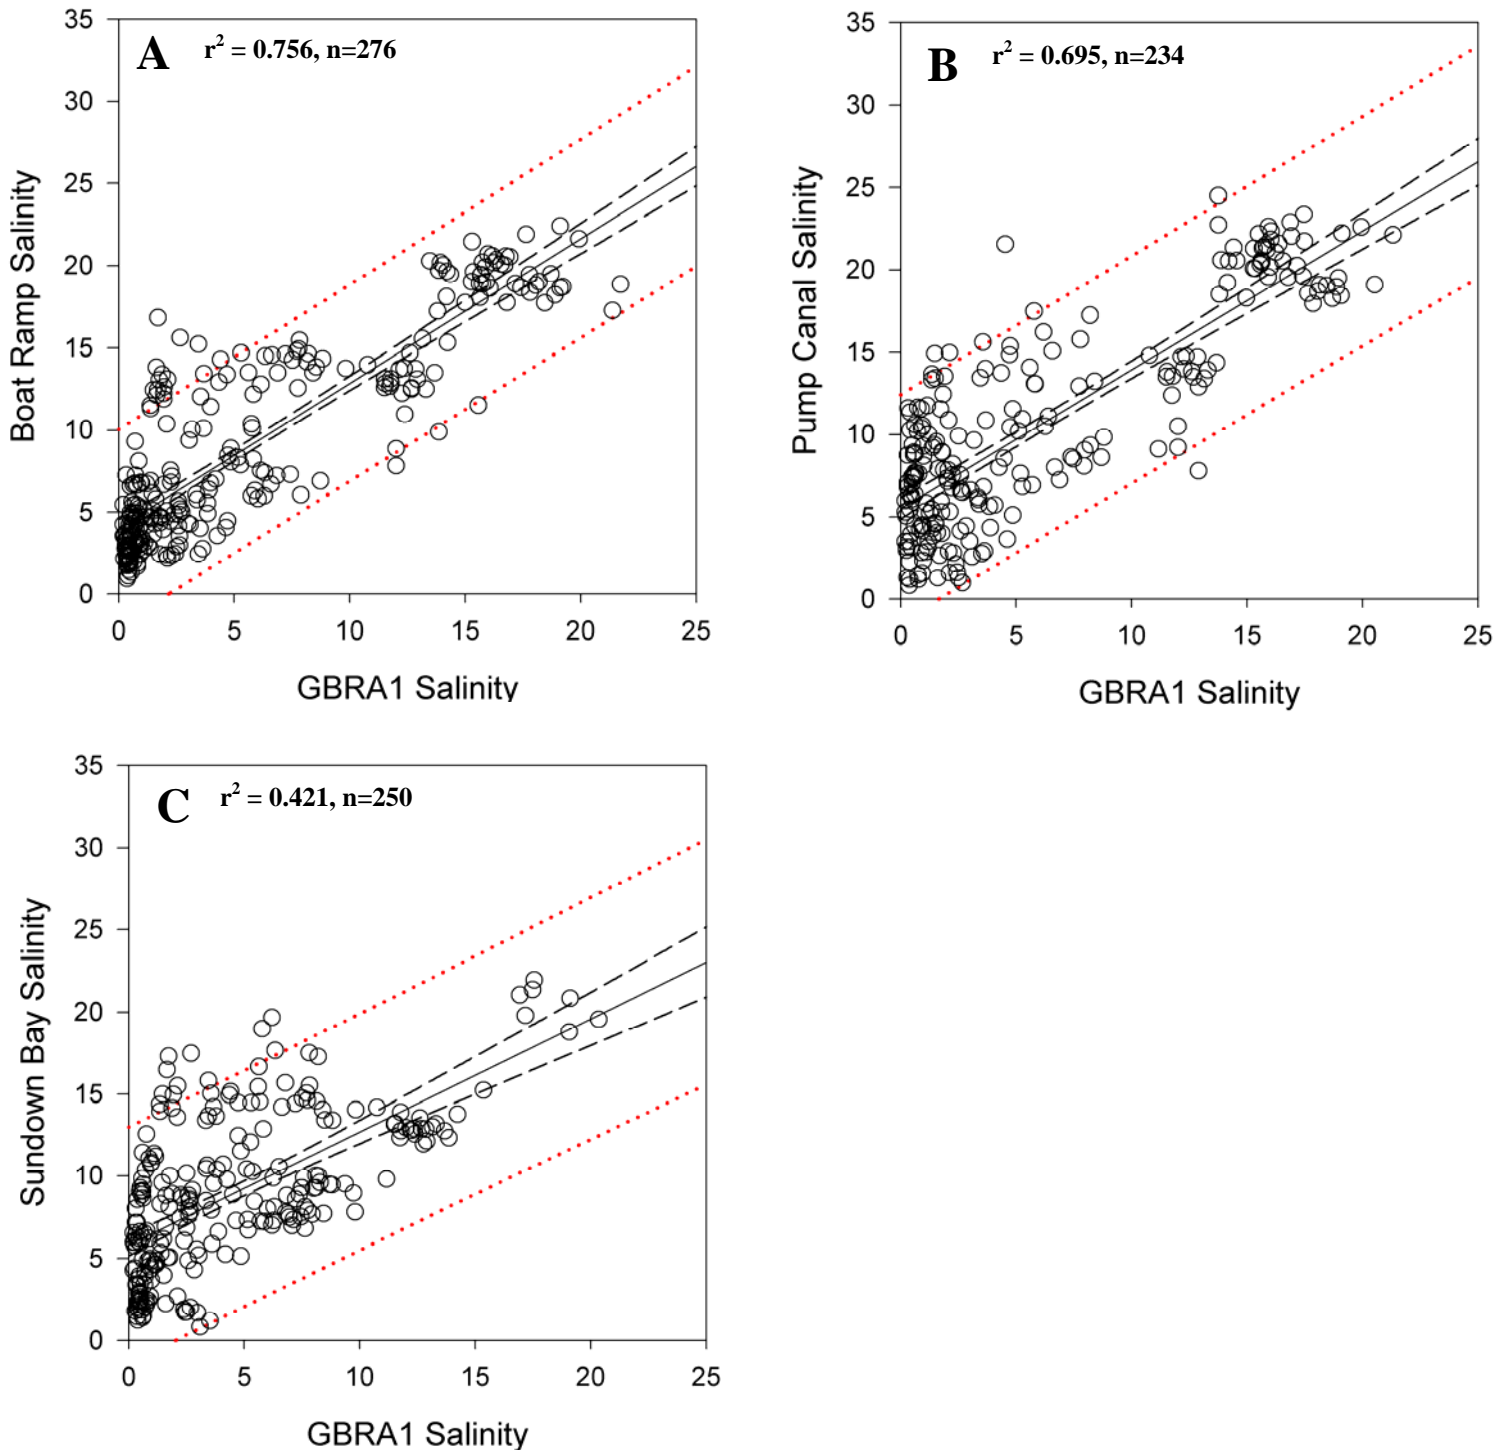 A r² = 0.756, n=276
35
30
25
20
15
10
5
0
Boat Ramp Salinity
0 5 10 15 20 25
GBRA1 Salinity
B r² = 0.695, n=234
35
30
25
20
15
10
5
0
Pump Canal Salinity
0 5 10 15 20 25
GBRA1 Salinity
C r² = 0.421, n=250
35
30
25
20
15
10
5
0
Sundown Bay Salinity
0 5 10 15 20 25
GBRA1 Salinity